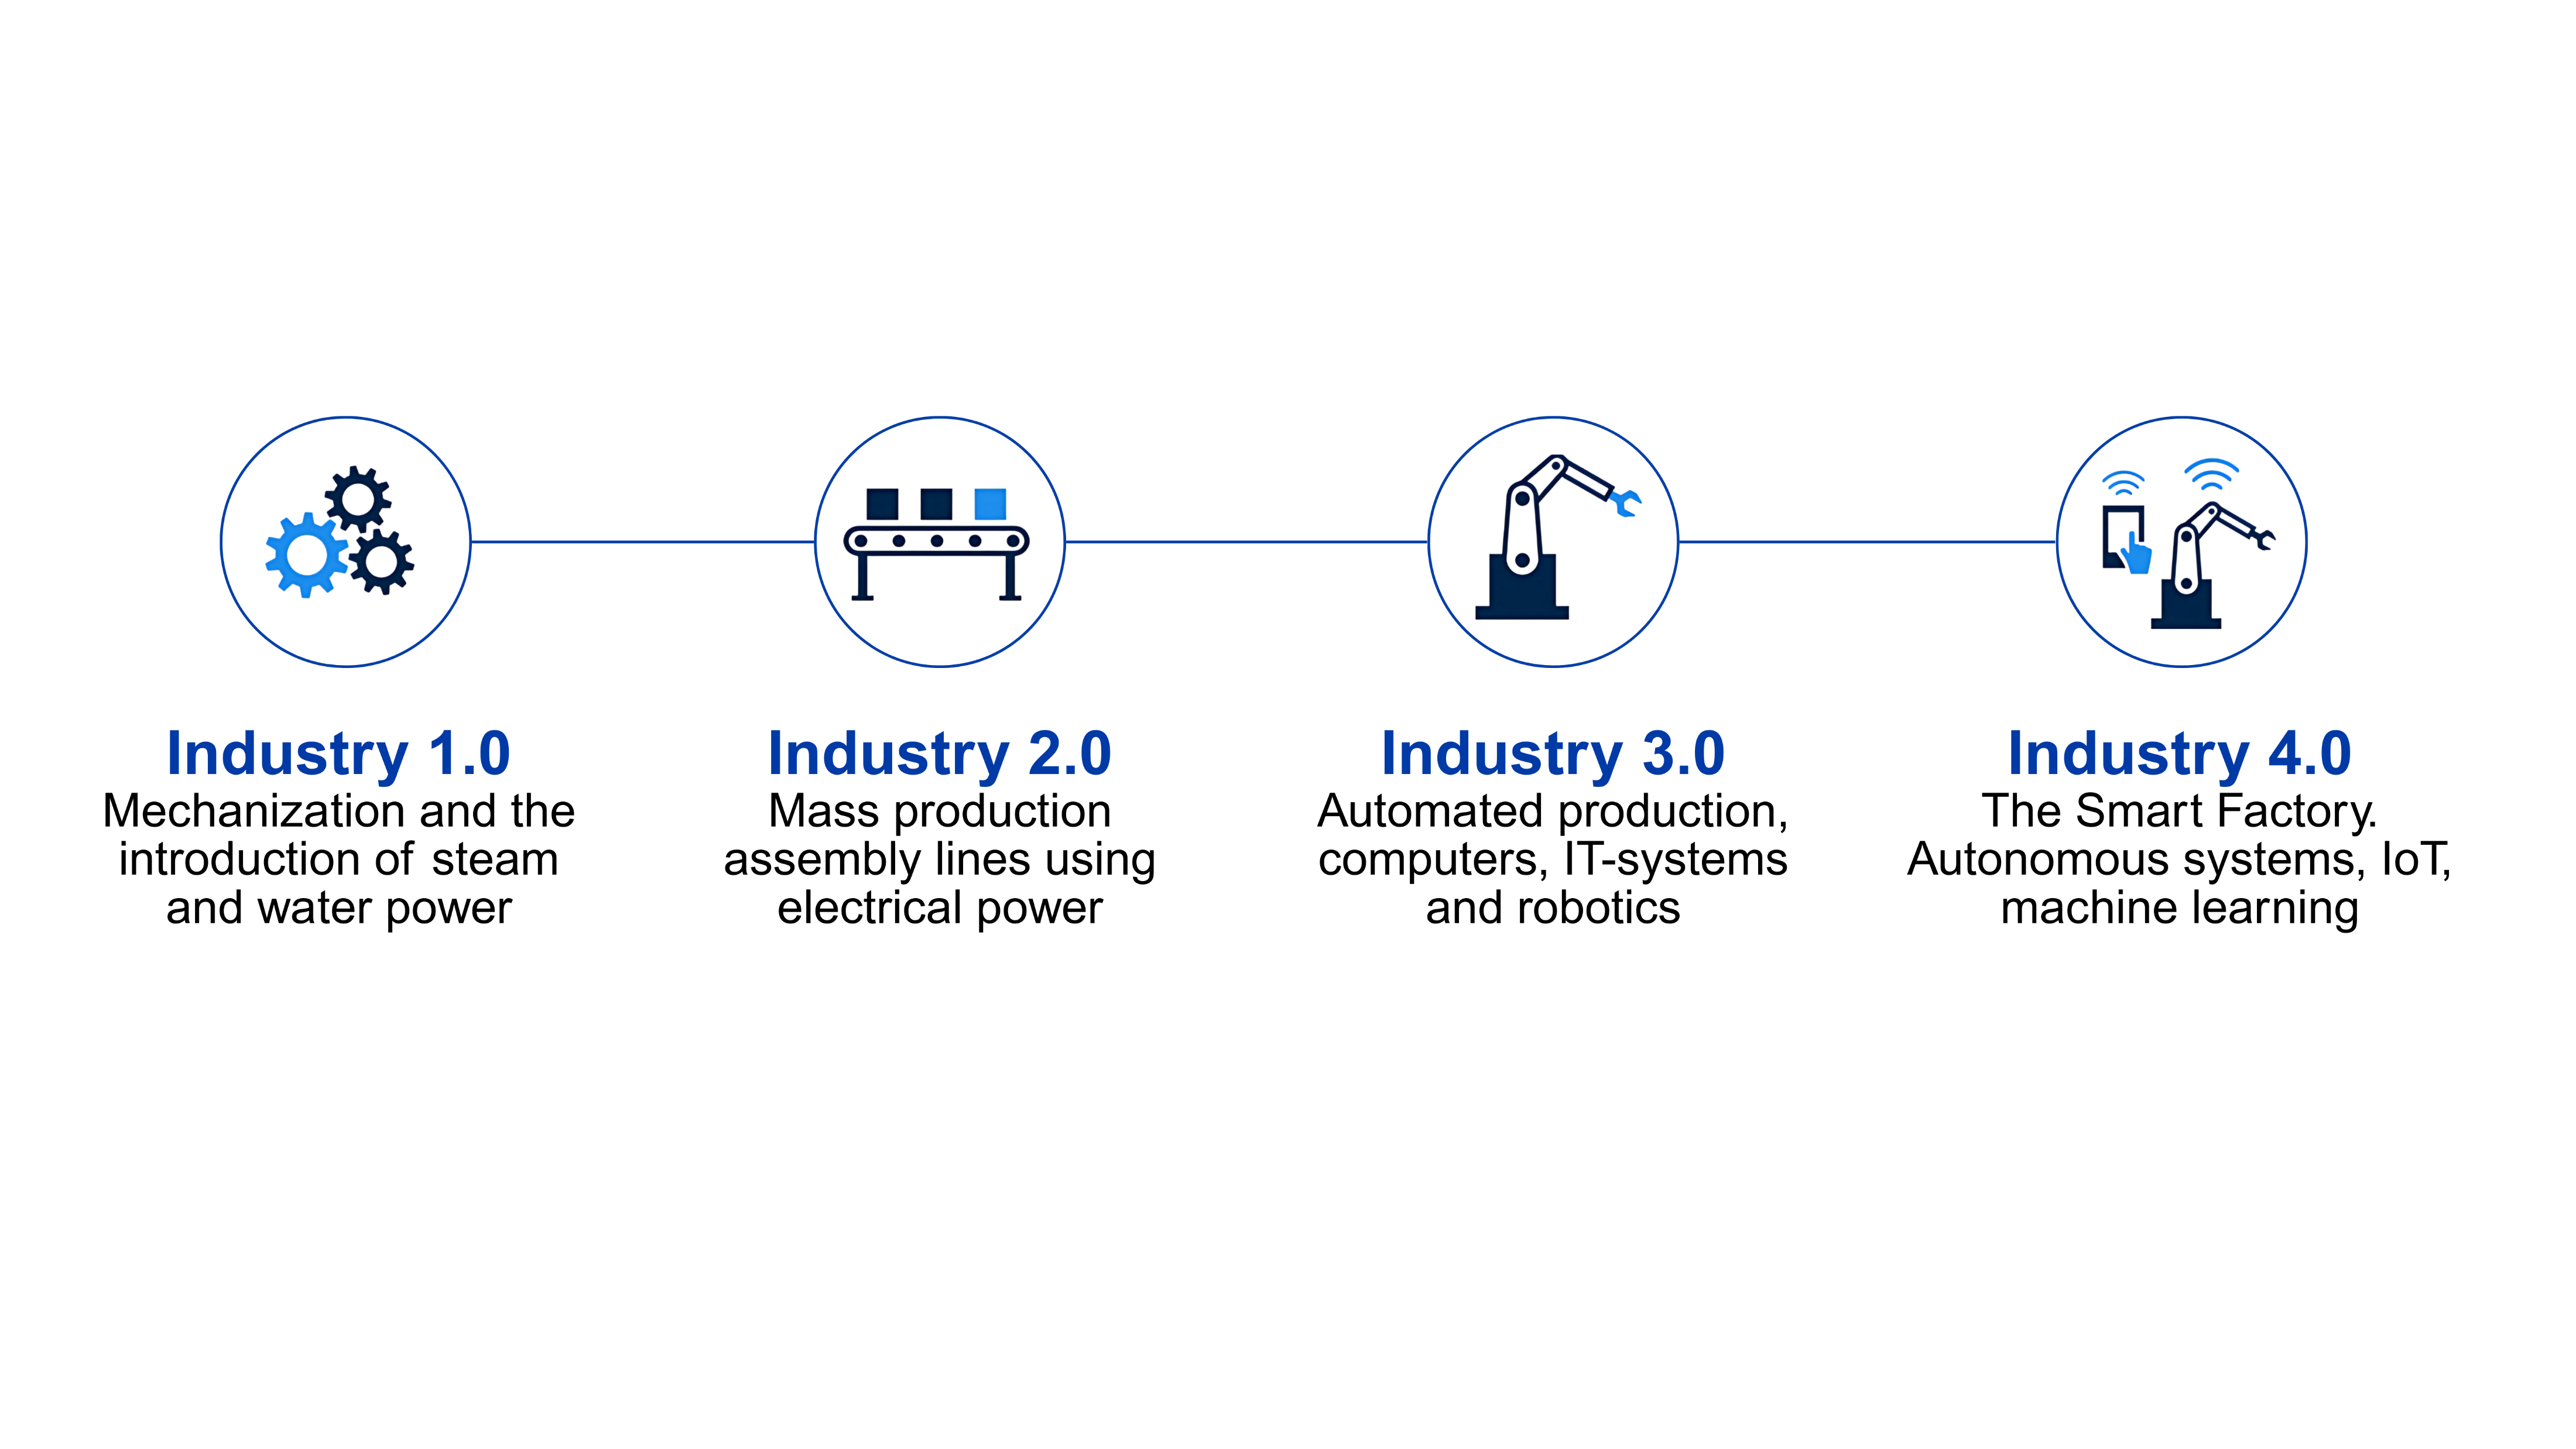 Industry 1.0
Mechanization and the
introduction of steam
and water power
Industry 2.0
Mass production
assembly lines using
electrical power
Industry 3.0
Automated production,
computers, IT-systems
and robotics
Industry 4.0
The Smart Factory.
Autonomous systems, IoT,
machine learning